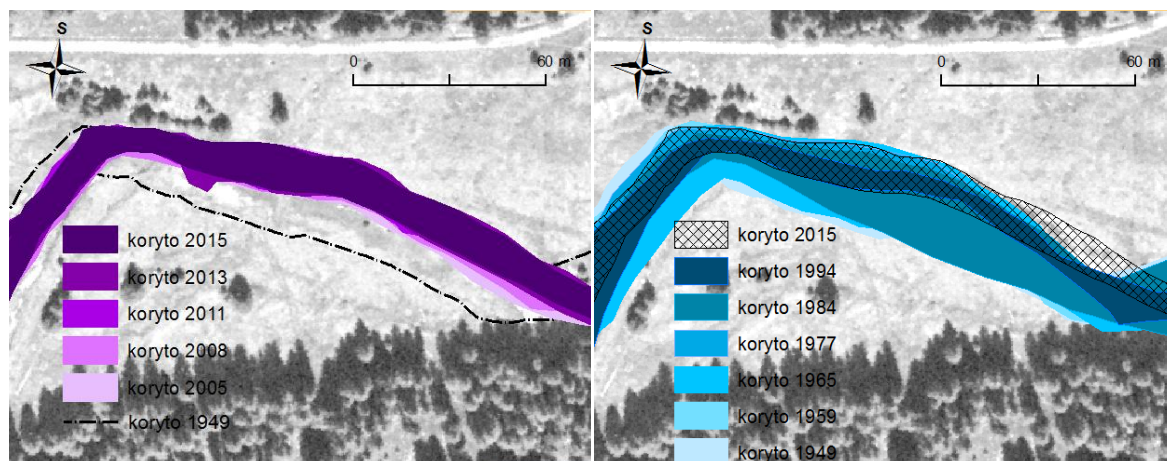 S
0 60 m
koryto 2015
koryto 2013
koryto 2011
koryto 2008
koryto 2005
koryto 1949
S
0 60 m
koryto 2015
koryto 1994
koryto 1984
koryto 1977
koryto 1965
koryto 1959
koryto 1949